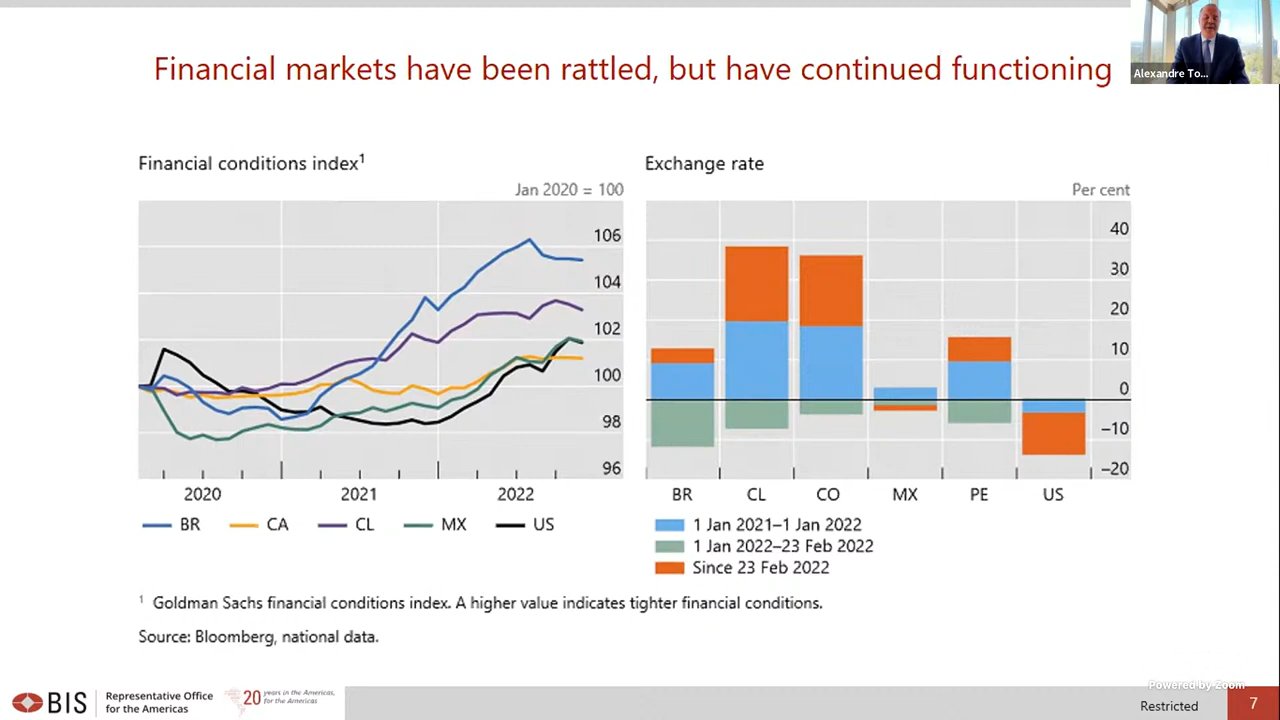 Financial markets have been rattled, but have continued functioning
Alexandre To...
Financial conditions index¹
Jan 2020 = 100
106
104
102
100
98
96
2020 2021 2022
BR CA CL MX US
Exchange rate
Per cent
40
30
20
10
0
−10
−20
BR CL CO MX PE US
1 Jan 2021–1 Jan 2022
1 Jan 2022–23 Feb 2022
Since 23 Feb 2022
¹ Goldman Sachs financial conditions index. A higher value indicates tighter financial conditions.
Source: Bloomberg, national data.
BIS
Representative Office
for the Americas
20 years in the Americas,
for the Americas
Powered by Zoom
Restricted
7